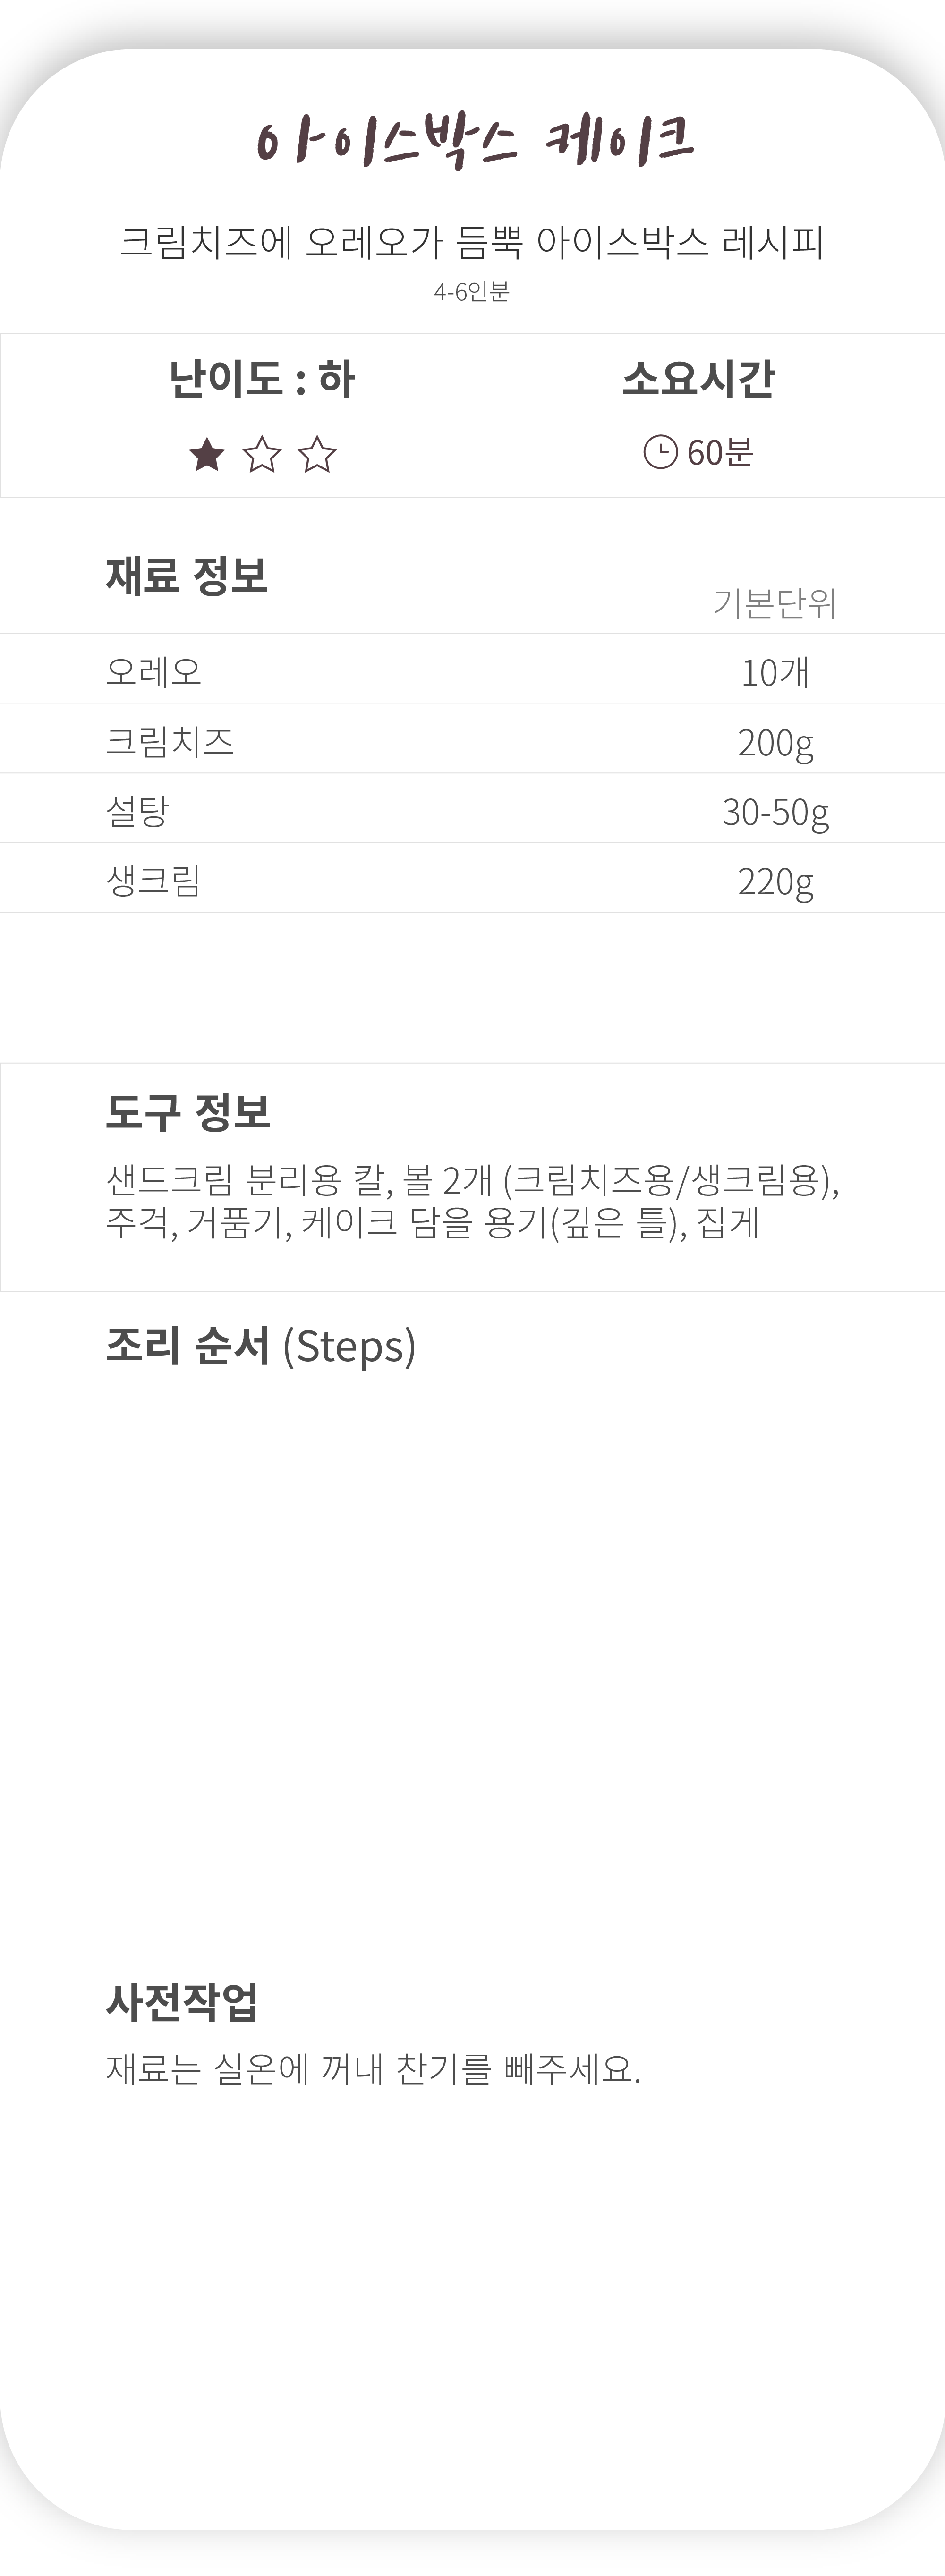 아이스박스 케이크
크림치즈에 오레오가 듬뿍 아이스박스 레시피
4-6인분
난이도 : 하
소요시간
60분
재료 정보
기본단위
오레오 10개
크림치즈 200g
설탕 30-50g
생크림 220g
도구 정보
샌드크림 분리용 칼, 볼 2개 (크림치즈용/생크림용),
주걱, 거품기, 케이크 담을 용기(깊은 틀), 집게
조리 순서 (Steps)
사전작업
재료는 실온에 꺼내 찬기를 빼주세요.